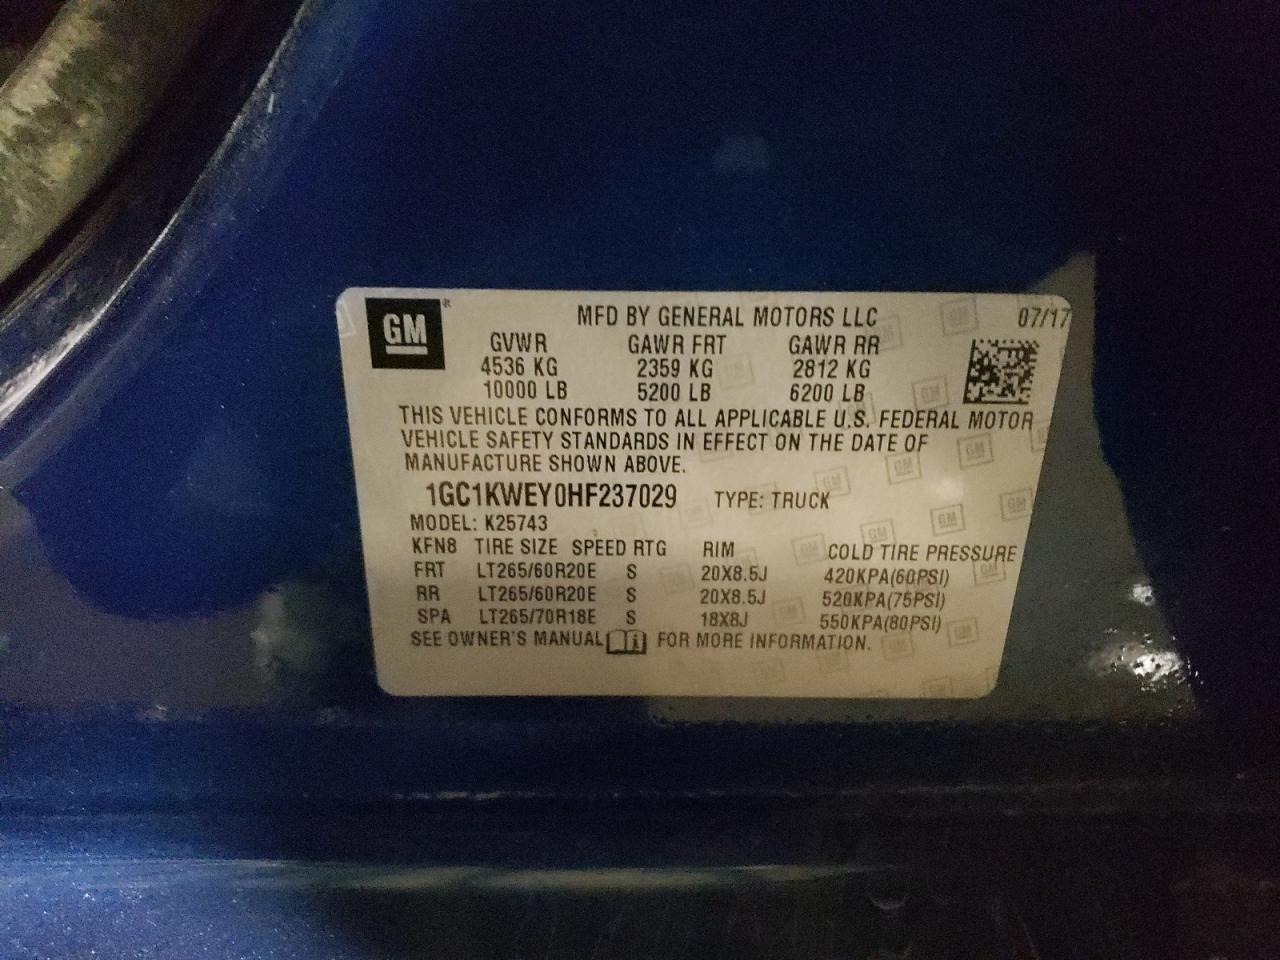 GM® MFD BY GENERAL MOTORS LLC 07/17
GVWR GAWR FRT GAWR RR
4536 KG 2359 KG 2812 KG
10000 LB 5200 LB 6200 LB
THIS VEHICLE CONFORMS TO ALL APPLICABLE U.S. FEDERAL MOTOR
VEHICLE SAFETY STANDARDS IN EFFECT ON THE DATE OF
MANUFACTURE SHOWN ABOVE.
1GC1KWEY0HF237029 TYPE: TRUCK
MODEL: K25743
KFN8 TIRE SIZE SPEED RTG RIM COLD TIRE PRESSURE
FRT LT265/60R20E S 20X8.5J 420KPA(60PSI)
RR LT265/60R20E S 20X8.5J 520KPA(75PSI)
SPA LT265/70R18E S 18X8J 550KPA(80PSI)
SEE OWNER'S MANUAL FOR MORE INFORMATION.